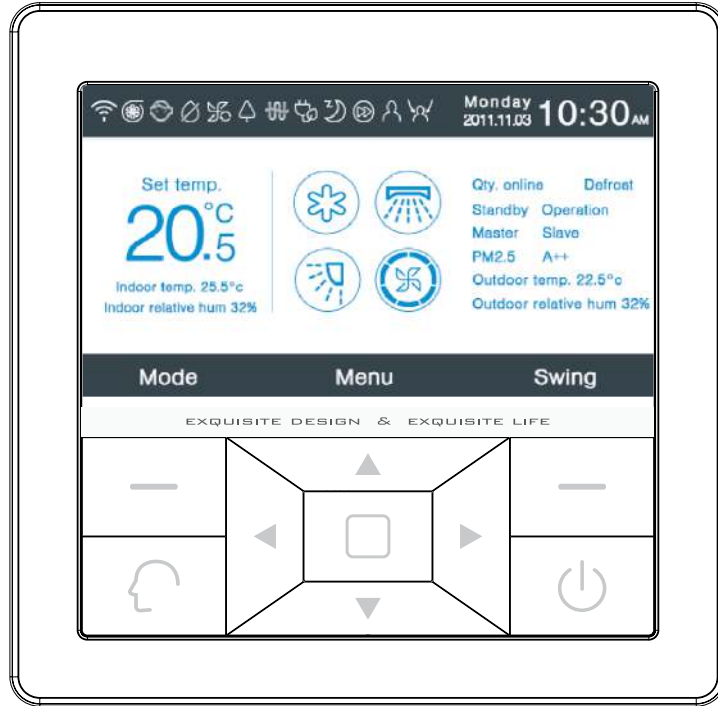 Monday
2011.11.03 10:30AM
Set temp.
20.5°C
Indoor temp. 25.5°c
Indoor relative hum 32%
Qty. online Defrost
Standby Operation
Master Slave
PM2.5 A++
Outdoor temp. 22.5°c
Outdoor relative hum 32%
Mode Menu Swing
EXQUISITE DESIGN & EXQUISITE LIFE